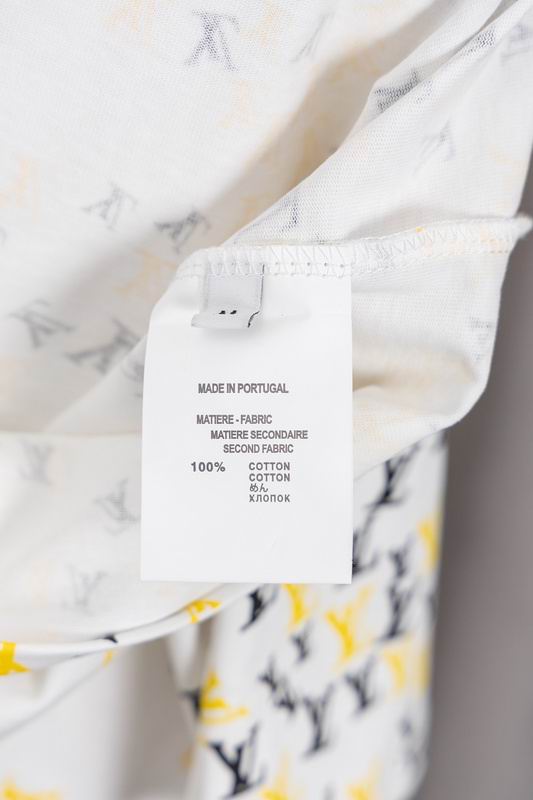 MADE IN PORTUGAL
MATIERE - FABRIC
MATIERE SECONDAIRE
SECOND FABRIC
100% COTTON
COTTON
めん
ХЛОПОК